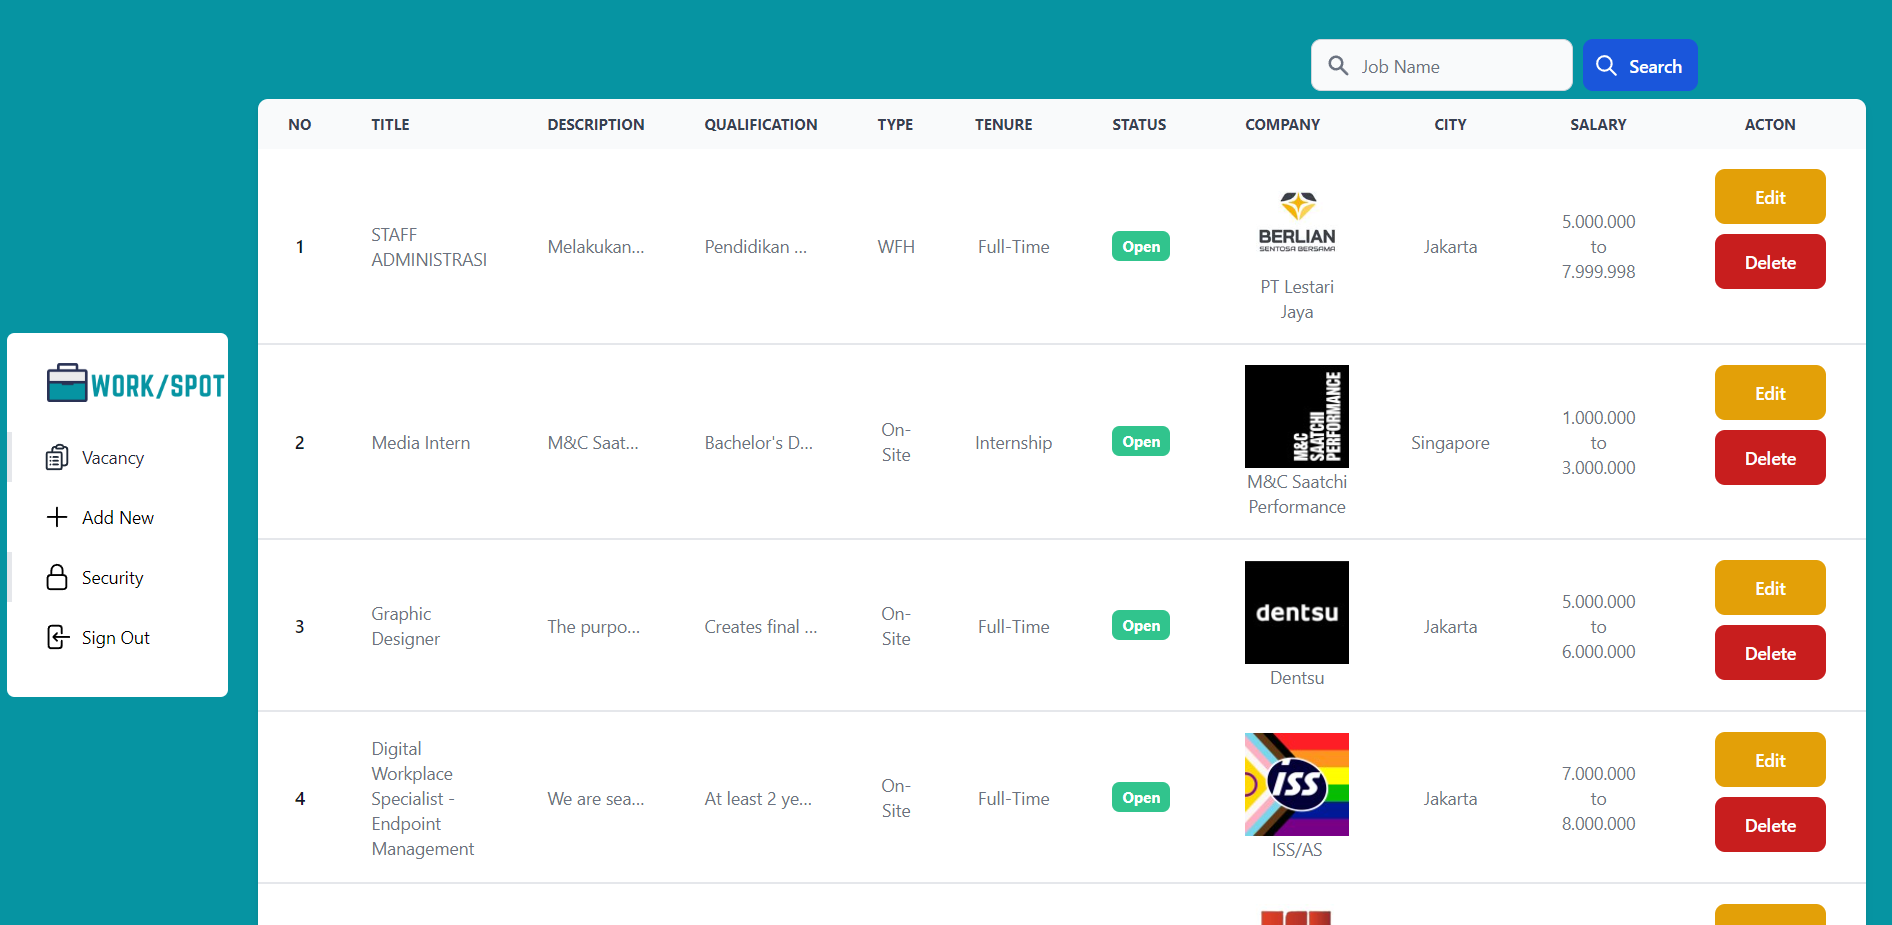 Job Name
Search
NO TITLE DESCRIPTION QUALIFICATION TYPE TENURE STATUS COMPANY CITY SALARY ACTON
1
STAFF
ADMINISTRASI
Melakukan...
Pendidikan ...
WFH
Full-Time
Open
BERLIAN
SENTOSA BERSAMA
PT Lestari
Jaya
Jakarta
5.000.000
to
7.999.998
Edit
Delete
WORK/SPOT
Vacancy
Add New
Security
Sign Out
2
Media Intern
M&C Saat...
Bachelor's D...
On-
Site
Internship
Open
M&C
SAATCHI
PERFORMANCE
M&C Saatchi
Performance
Singapore
1.000.000
to
3.000.000
Edit
Delete
3
Graphic
Designer
The purpo...
Creates final ...
On-
Site
Full-Time
Open
dentsu
Dentsu
Jakarta
5.000.000
to
6.000.000
Edit
Delete
4
Digital
Workplace
Specialist -
Endpoint
Management
We are sea...
At least 2 ye...
On-
Site
Full-Time
Open
ISS
ISS/AS
Jakarta
7.000.000
to
8.000.000
Edit
Delete